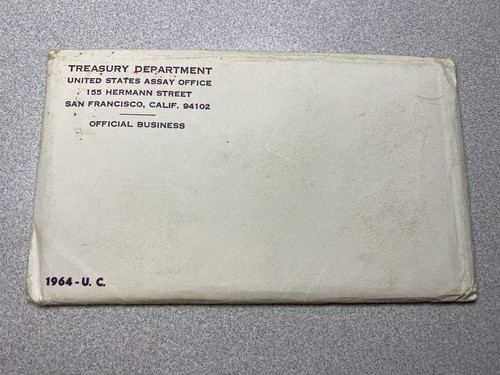 TREASURY DEPARTMENT
UNITED STATES ASSAY OFFICE
155 HERMANN STREET
SAN FRANCISCO, CALIF. 94102
OFFICIAL BUSINESS
1964 - U. C.